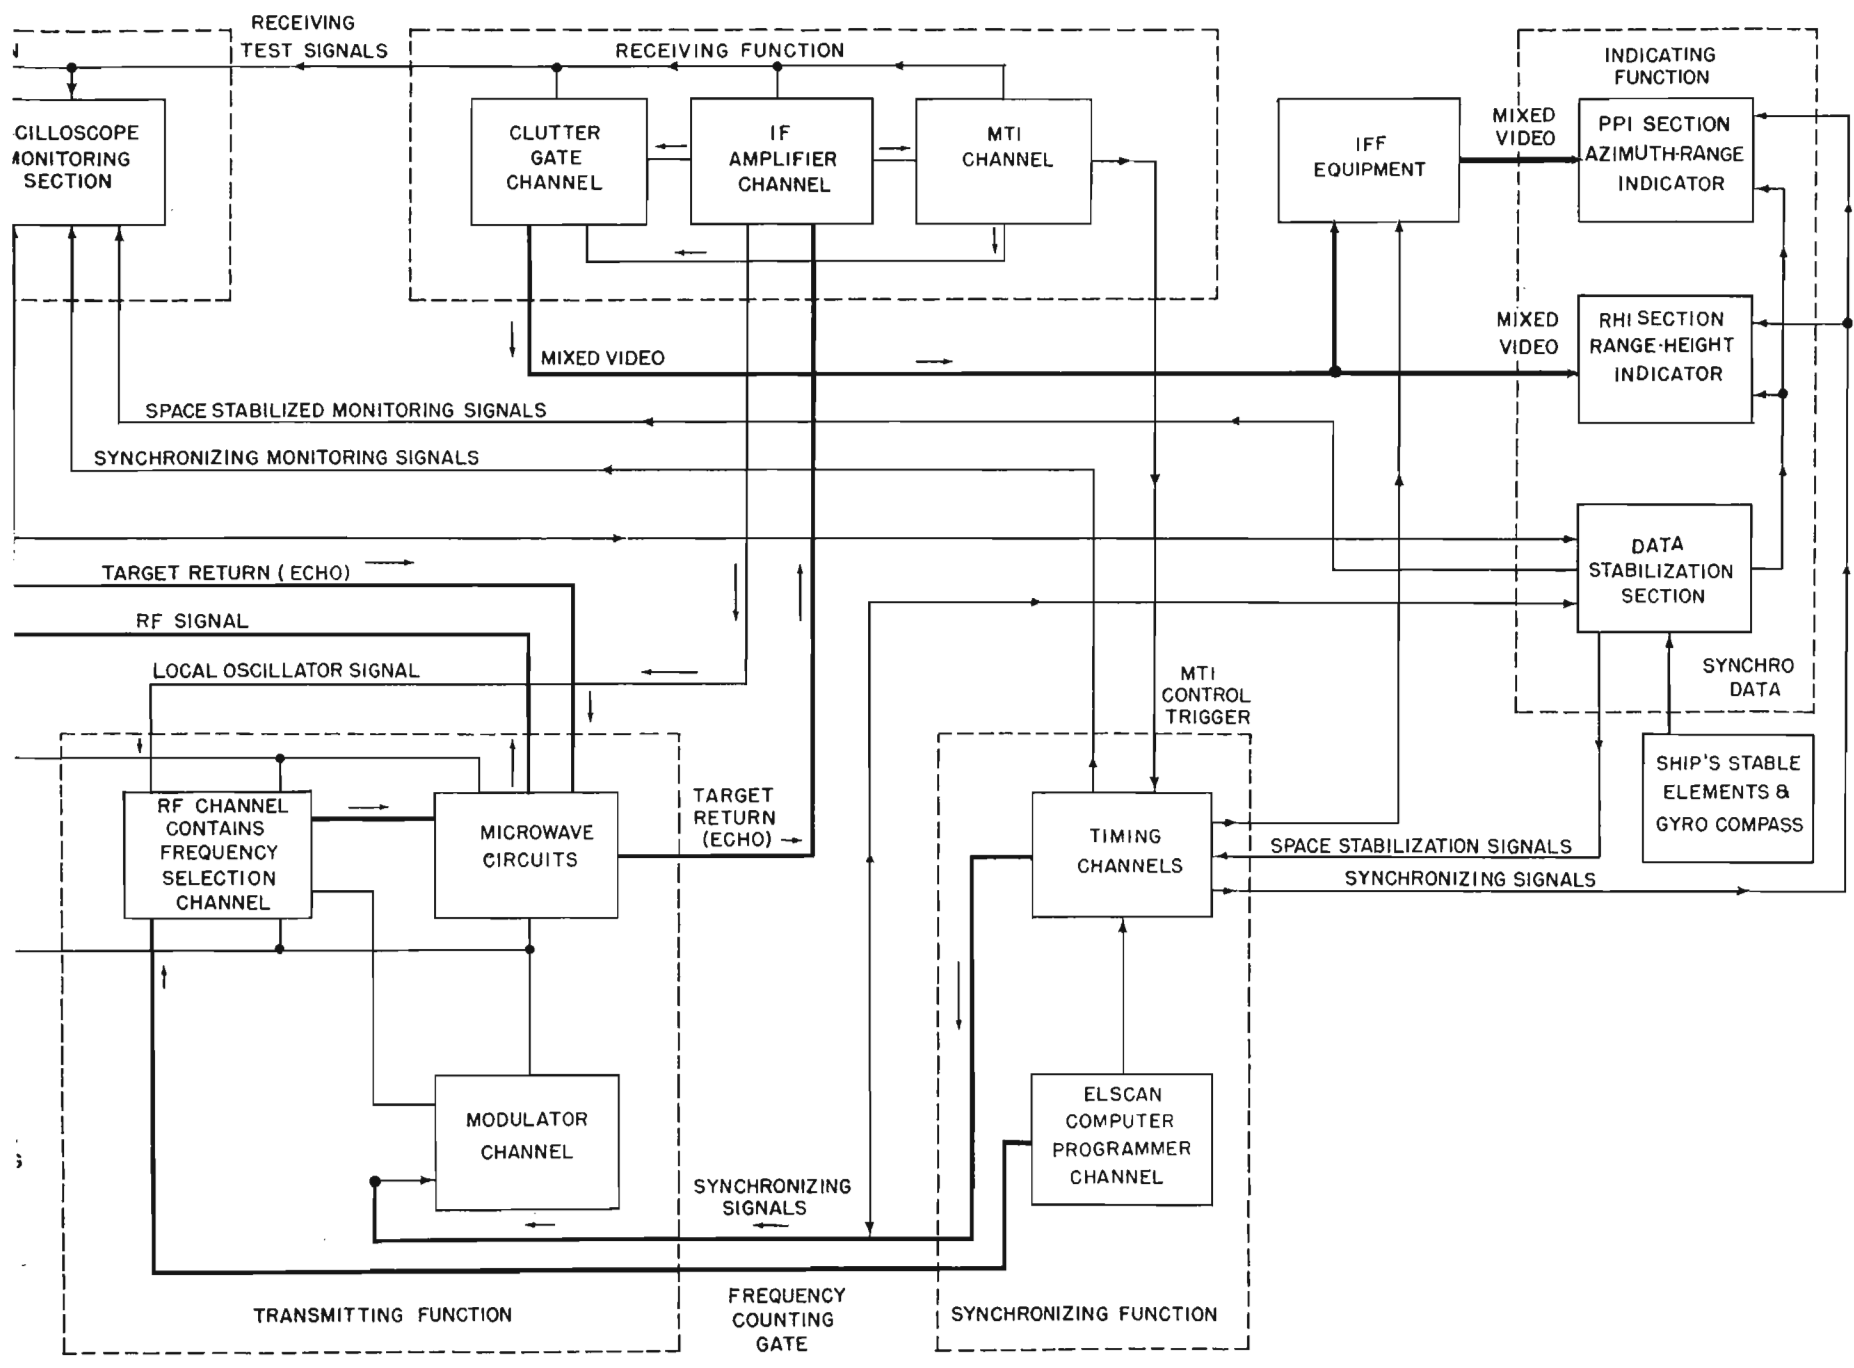 N
RECEIVING
TEST SIGNALS
RECEIVING FUNCTION
INDICATING
FUNCTION
CILLOSCOPE
MONITORING
SECTION
CLUTTER
GATE
CHANNEL
IF
AMPLIFIER
CHANNEL
MTI
CHANNEL
IFF
EQUIPMENT
MIXED
VIDEO
PPI SECTION
AZIMUTH-RANGE
INDICATOR
MIXED
VIDEO
RHI SECTION
RANGE-HEIGHT
INDICATOR
MIXED VIDEO
SPACE STABILIZED MONITORING SIGNALS
SYNCHRONIZING MONITORING SIGNALS
DATA
STABILIZATION
SECTION
TARGET RETURN (ECHO)
RF SIGNAL
LOCAL OSCILLATOR SIGNAL
MTI
CONTROL
TRIGGER
SYNCHRO
DATA
SHIP'S STABLE
ELEMENTS &
GYRO COMPASS
RF CHANNEL
CONTAINS
FREQUENCY
SELECTION
CHANNEL
MICROWAVE
CIRCUITS
TARGET
RETURN
(ECHO)
TIMING
CHANNELS
SPACE STABILIZATION SIGNALS
SYNCHRONIZING SIGNALS
MODULATOR
CHANNEL
ELSCAN
COMPUTER
PROGRAMMER
CHANNEL
SYNCHRONIZING
SIGNALS
TRANSMITTING FUNCTION
FREQUENCY
COUNTING
GATE
SYNCHRONIZING FUNCTION